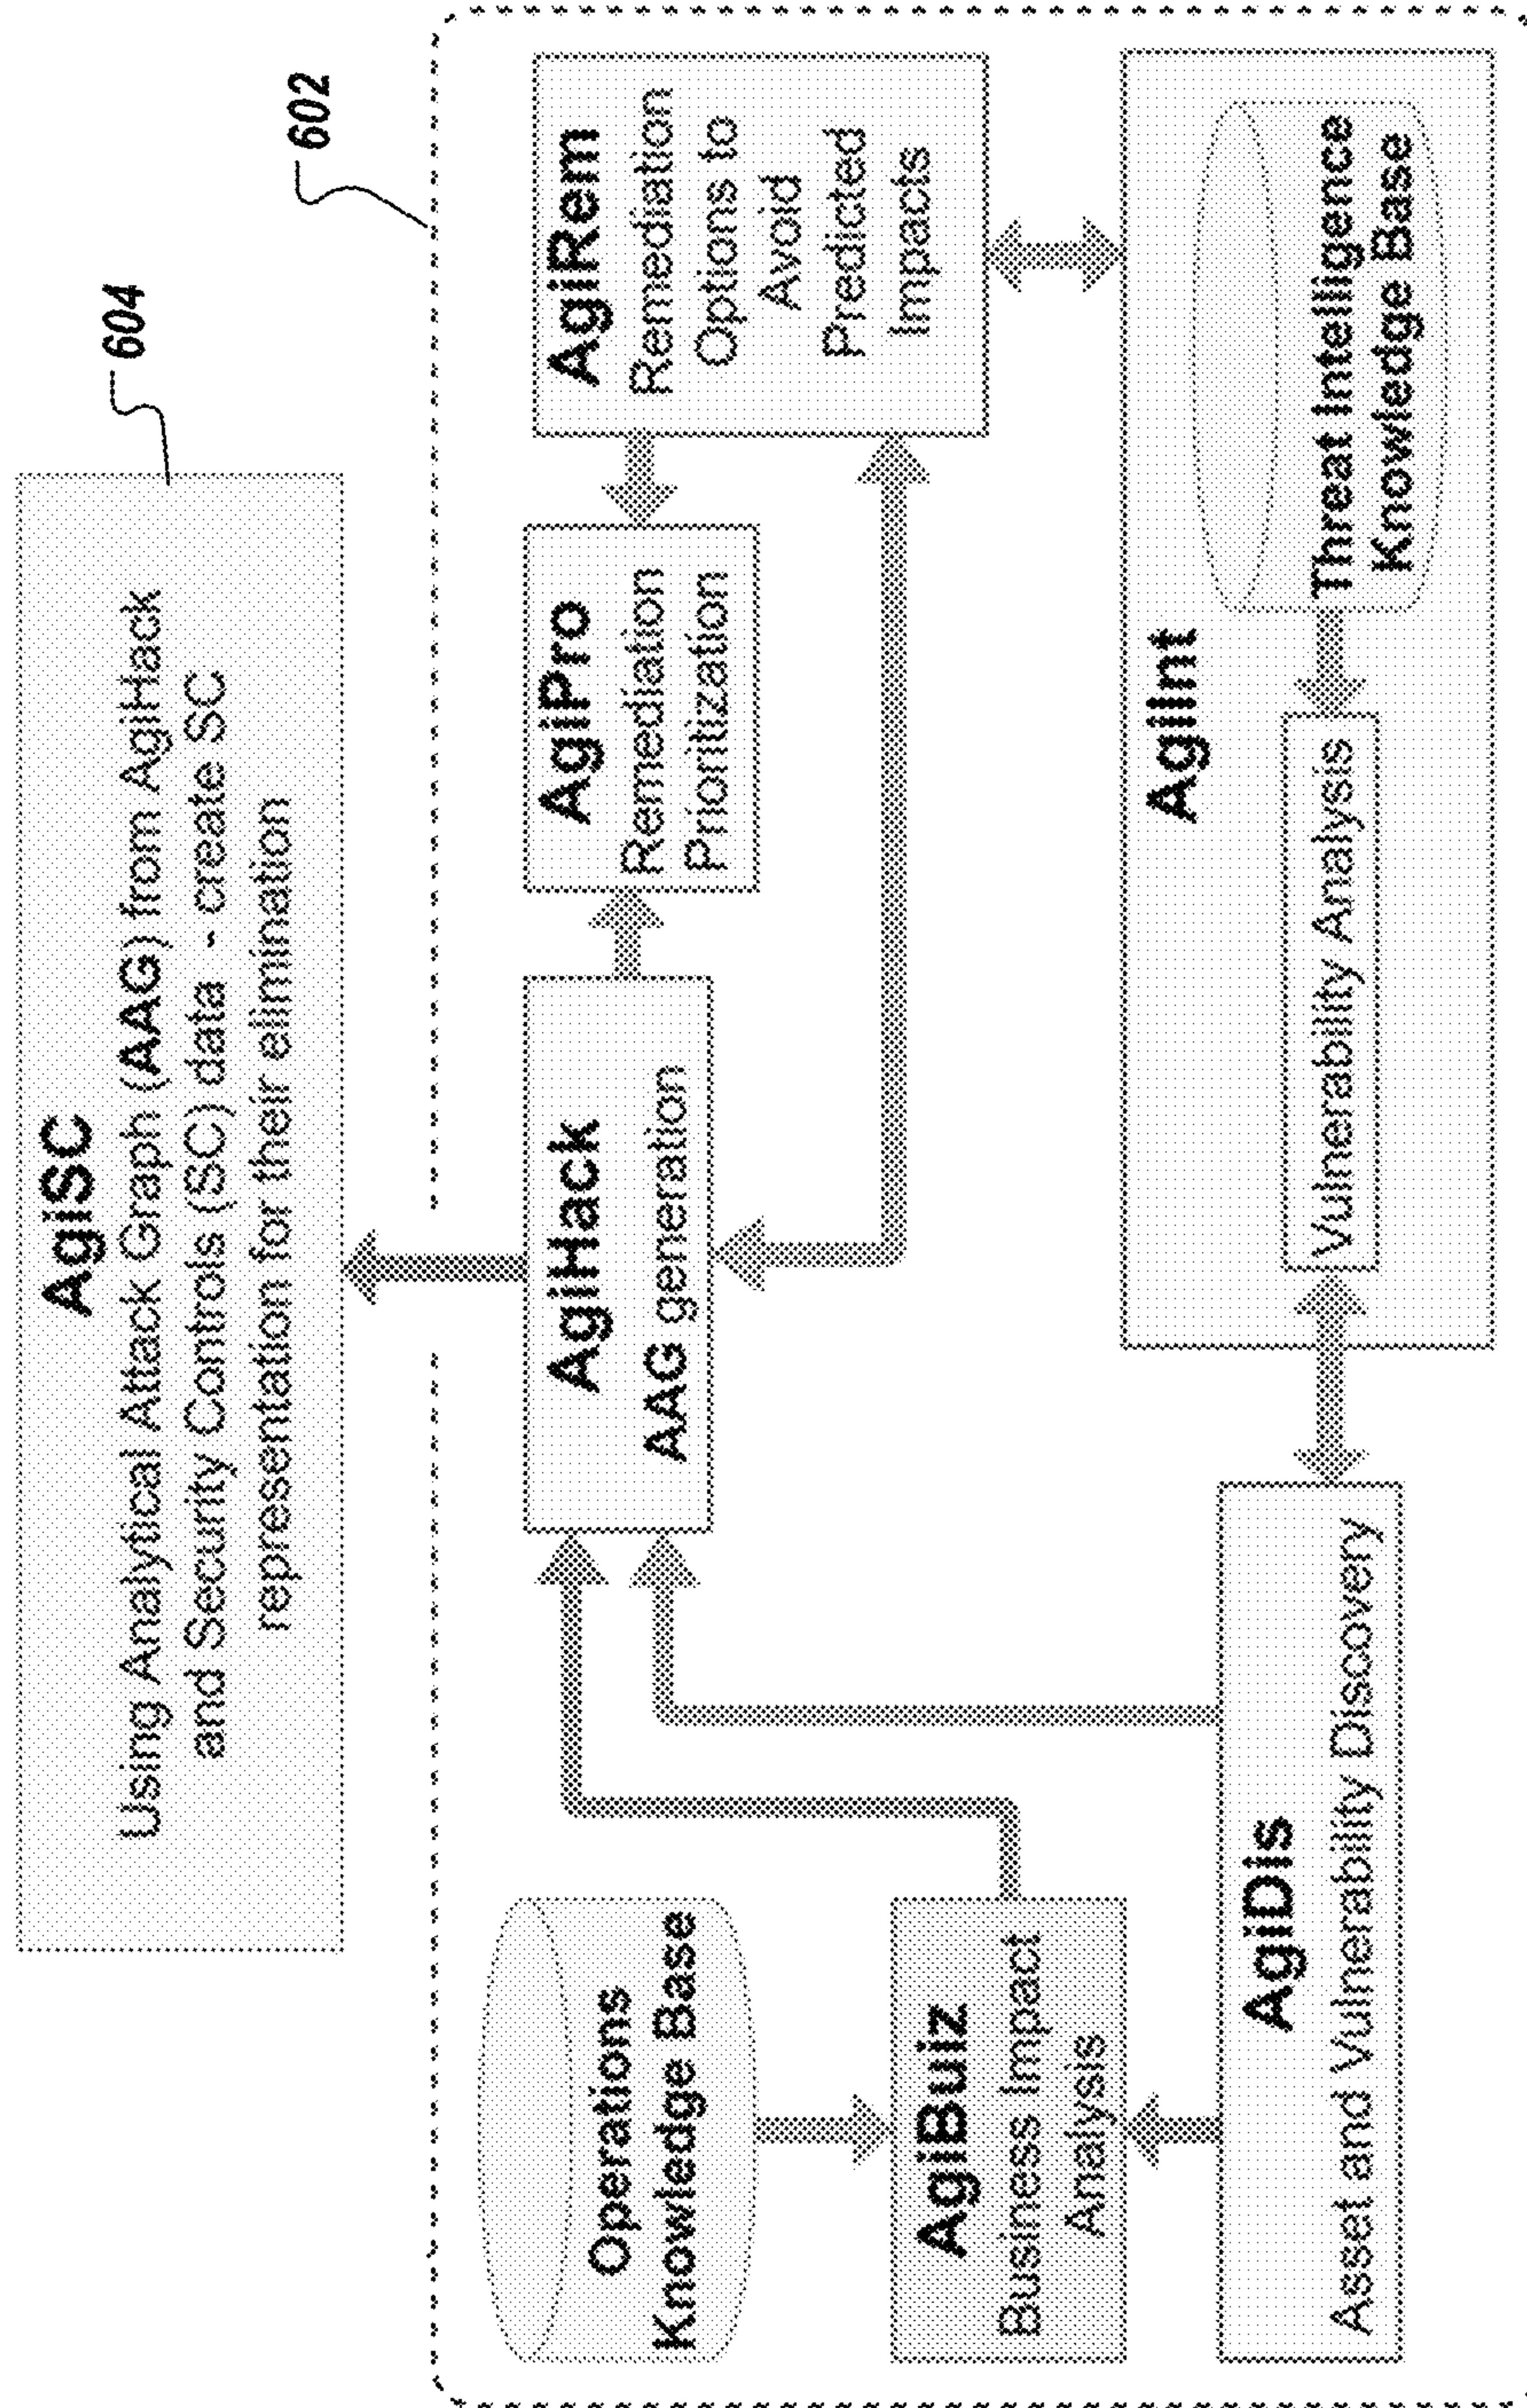 604
AgiSC
Using Analytical Attack Graph (AAG) from AgiHack
and Security Controls (SC) data - create SC
representation for their elimination
602
Operations
Knowledge Base
AgiHack
AAG generation
AgiPro
Remediation
Prioritization
AgiRem
Remediation
Options to
Avoid
Predicted
Impacts
AgiBuiz
Business Impact
Analysis
AgiDis
Asset and Vulnerability Discovery
AgiInt
Vulnerability Analysis
Threat Intelligence
Knowledge Base